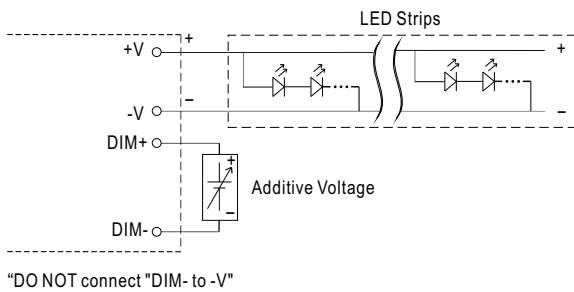 LED Strips
+V
+
+
-V
–
–
DIM+
+
Additive Voltage
–
DIM-
“DO NOT connect "DIM- to -V"